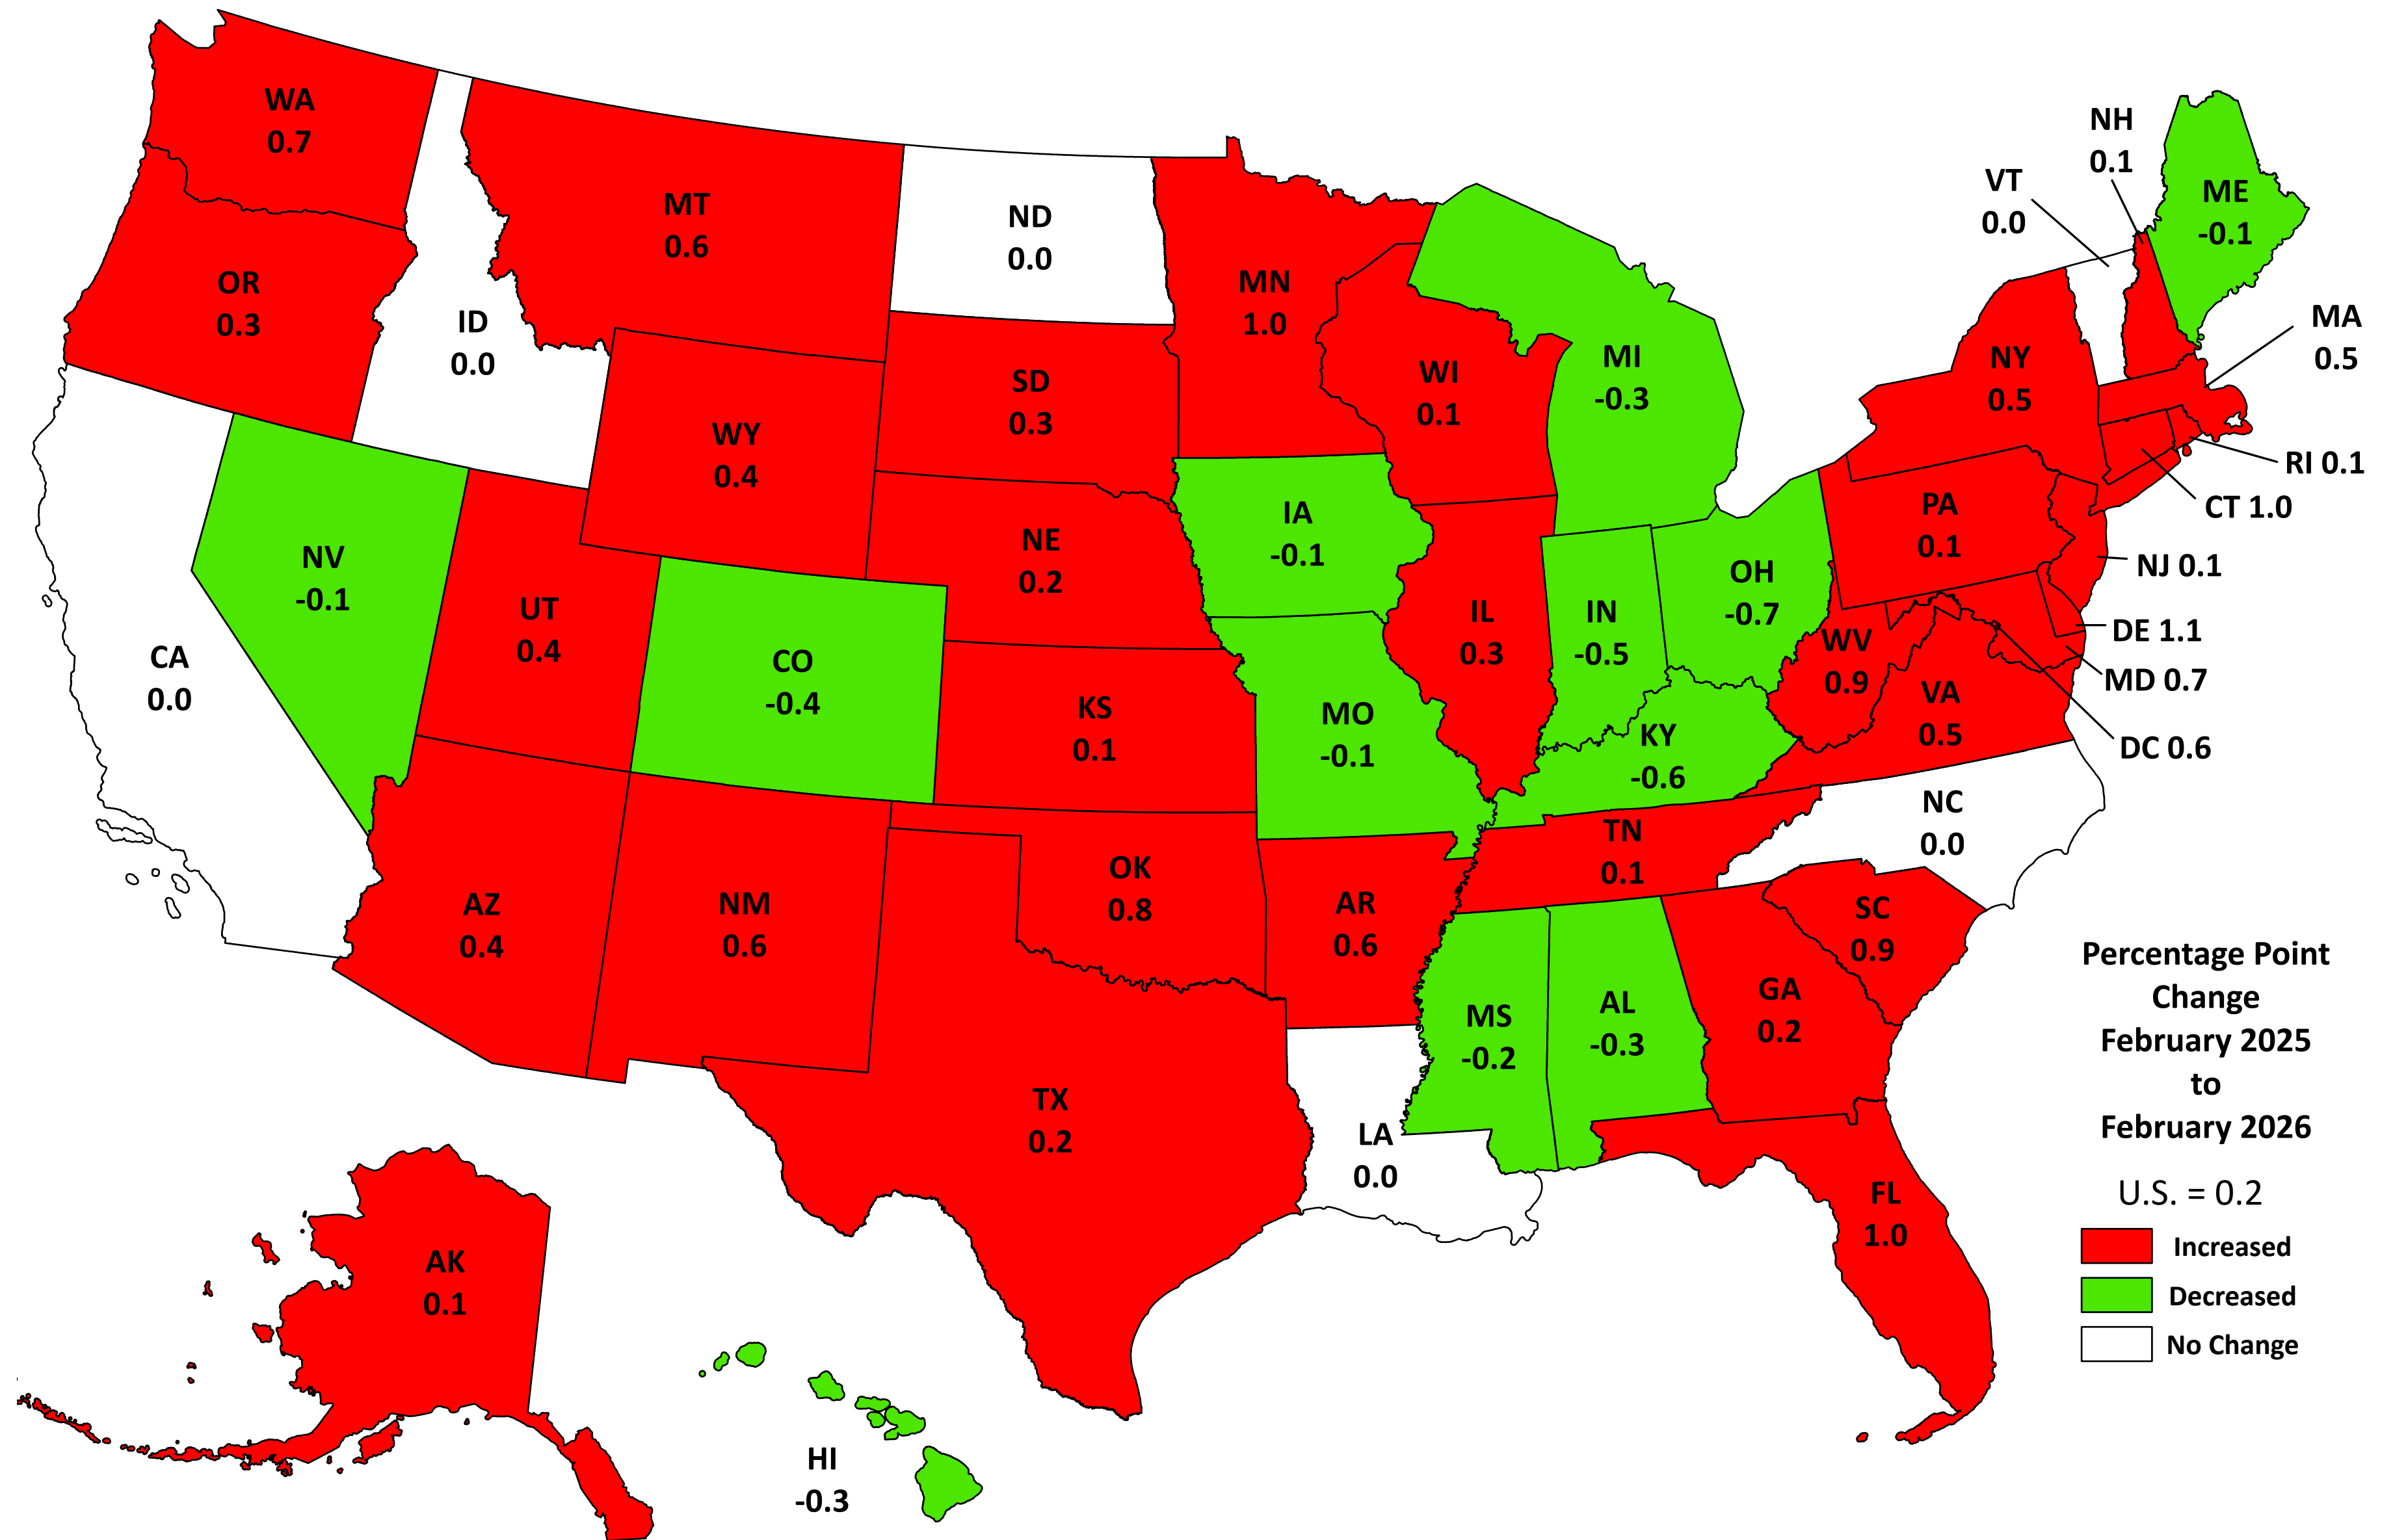 WA
0.7
OR
0.3
CA
0.0
ID
0.0
NV
-0.1
MT
0.6
WY
0.4
UT
0.4
CO
-0.4
AZ
0.4
NM
0.6
ND
0.0
SD
0.3
NE
0.2
KS
0.1
OK
0.8
TX
0.2
MN
1.0
IA
-0.1
MO
-0.1
AR
0.6
LA
0.0
WI
0.1
IL
0.3
MI
-0.3
IN
-0.5
OH
-0.7
KY
-0.6
TN
0.1
MS
-0.2
AL
-0.3
GA
0.2
FL
1.0
SC
0.9
NC
0.0
VA
0.5
WV
0.9
PA
0.1
NY
0.5
VT
0.0
NH
0.1
ME
-0.1
MA
0.5
RI 0.1
CT 1.0
NJ 0.1
DE 1.1
MD 0.7
DC 0.6
AK
0.1
HI
-0.3
Percentage Point
Change
February 2025
to
February 2026
U.S. = 0.2
Increased
Decreased
No Change